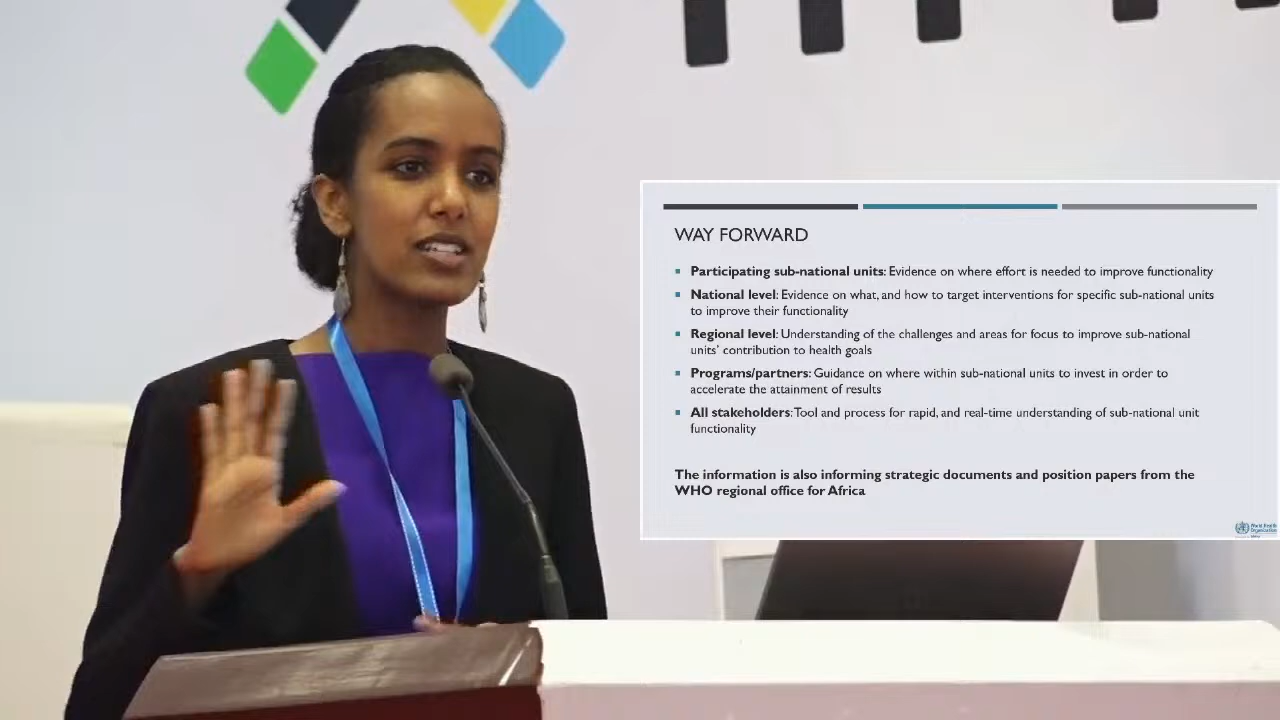 WAY FORWARD
Participating sub-national units: Evidence on where effort is needed to improve functionality
National level: Evidence on what, and how to target interventions for specific sub-national units
to improve their functionality
Regional level: Understanding of the challenges and areas for focus to improve sub-national
units' contribution to health goals
Programs/partners: Guidance on where within sub-national units to invest in order to
accelerate the attainment of results
All stakeholders: Tool and process for rapid, and real-time understanding of sub-national unit
functionality
The information is also informing strategic documents and position papers from the
WHO regional office for Africa
World Health
Organization